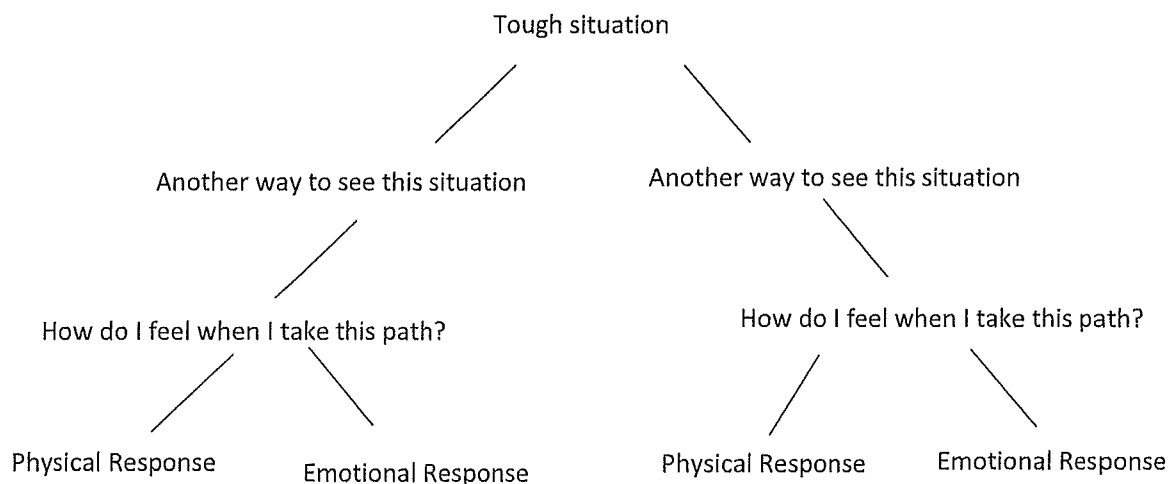 Tough situation
Another way to see this situation
Another way to see this situation
How do I feel when I take this path?
How do I feel when I take this path?
Physical Response
Emotional Response
Physical Response
Emotional Response